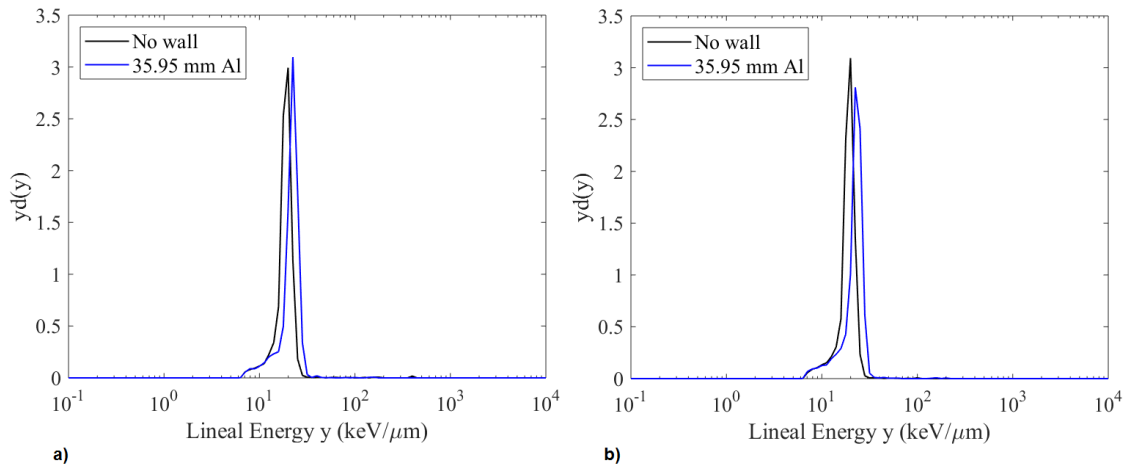 No wall
35.95 mm Al
3.5
3
2.5
2
1.5
1
0.5
0
yd(y)
10⁻¹ 10⁰ 10¹ 10² 10³ 10⁴
Lineal Energy y (keV/μm)
a)
No wall
35.95 mm Al
3.5
3
2.5
2
1.5
1
0.5
0
yd(y)
10⁻¹ 10⁰ 10¹ 10² 10³ 10⁴
Lineal Energy y (keV/μm)
b)